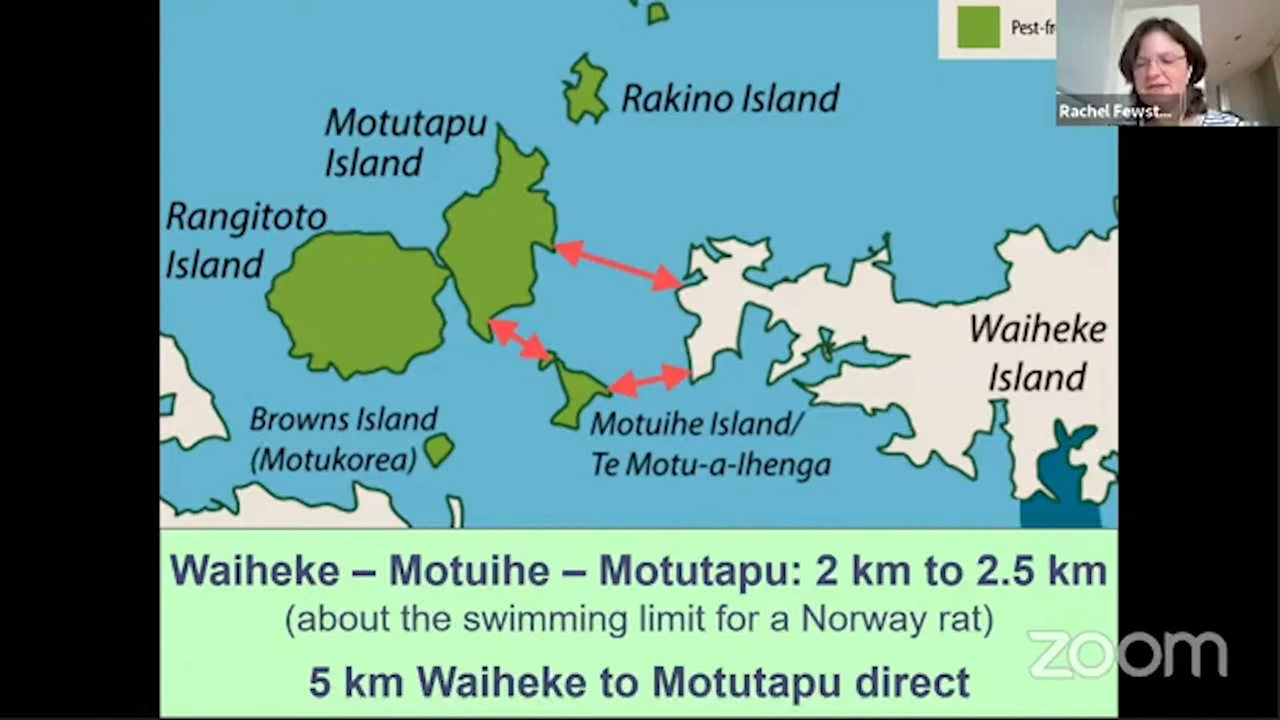 Pest-fr
Rachel Fewst...
Rakino Island
Motutapu
Island
Rangitoto
Island
Waiheke
Island
Browns Island
(Motukorea)
Motuihe Island/
Te Motu-a-Ihenga
Waiheke – Motuihe – Motutapu: 2 km to 2.5 km
(about the swimming limit for a Norway rat)
5 km Waiheke to Motutapu direct
zoom